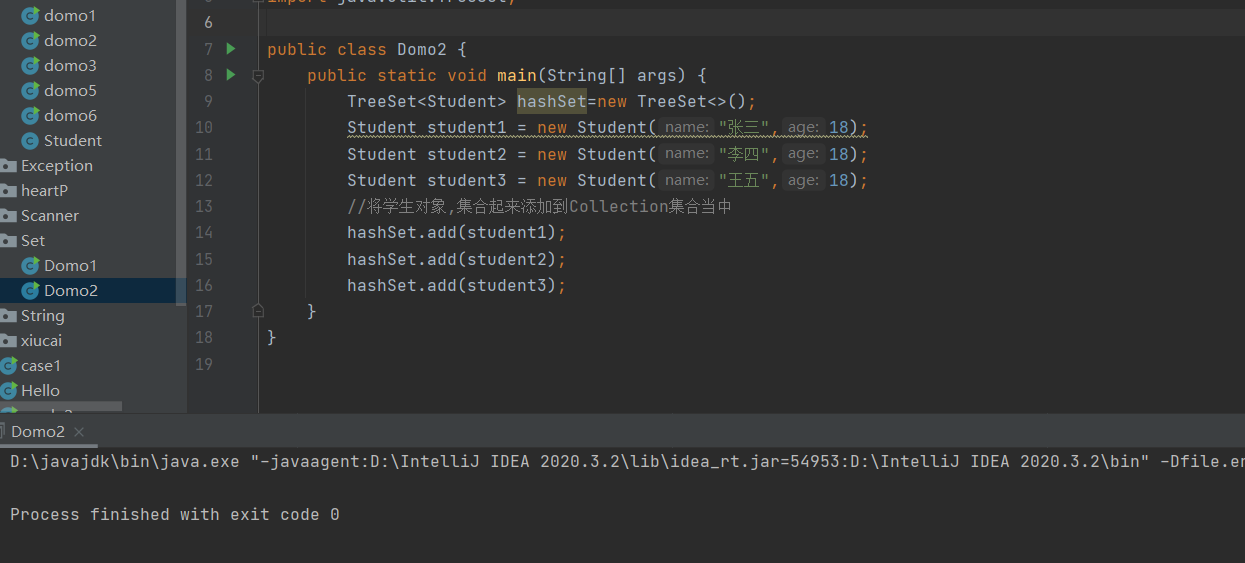 domo1
domo2
domo3
domo5
domo6
Student
Exception
heartP
Scanner
Set
Domo1
Domo2
String
xiucai
case1
Hello
6
7 public class Domo2 {
8 public static void main(String[] args) {
9 TreeSet<Student> hashSet=new TreeSet<>();
10 Student student1 = new Student( name: "张三", age: 18);
11 Student student2 = new Student( name: "李四", age: 18);
12 Student student3 = new Student( name: "王五", age: 18);
13 //将学生对象,集合起来添加到Collection集合当中
14 hashSet.add(student1);
15 hashSet.add(student2);
16 hashSet.add(student3);
17 }
18 }
19
Domo2 ×
D:\javajdk\bin\java.exe "-javaagent:D:\IntelliJ IDEA 2020.3.2\lib\idea_rt.jar=54953:D:\IntelliJ IDEA 2020.3.2\bin" -Dfile.en
Process finished with exit code 0